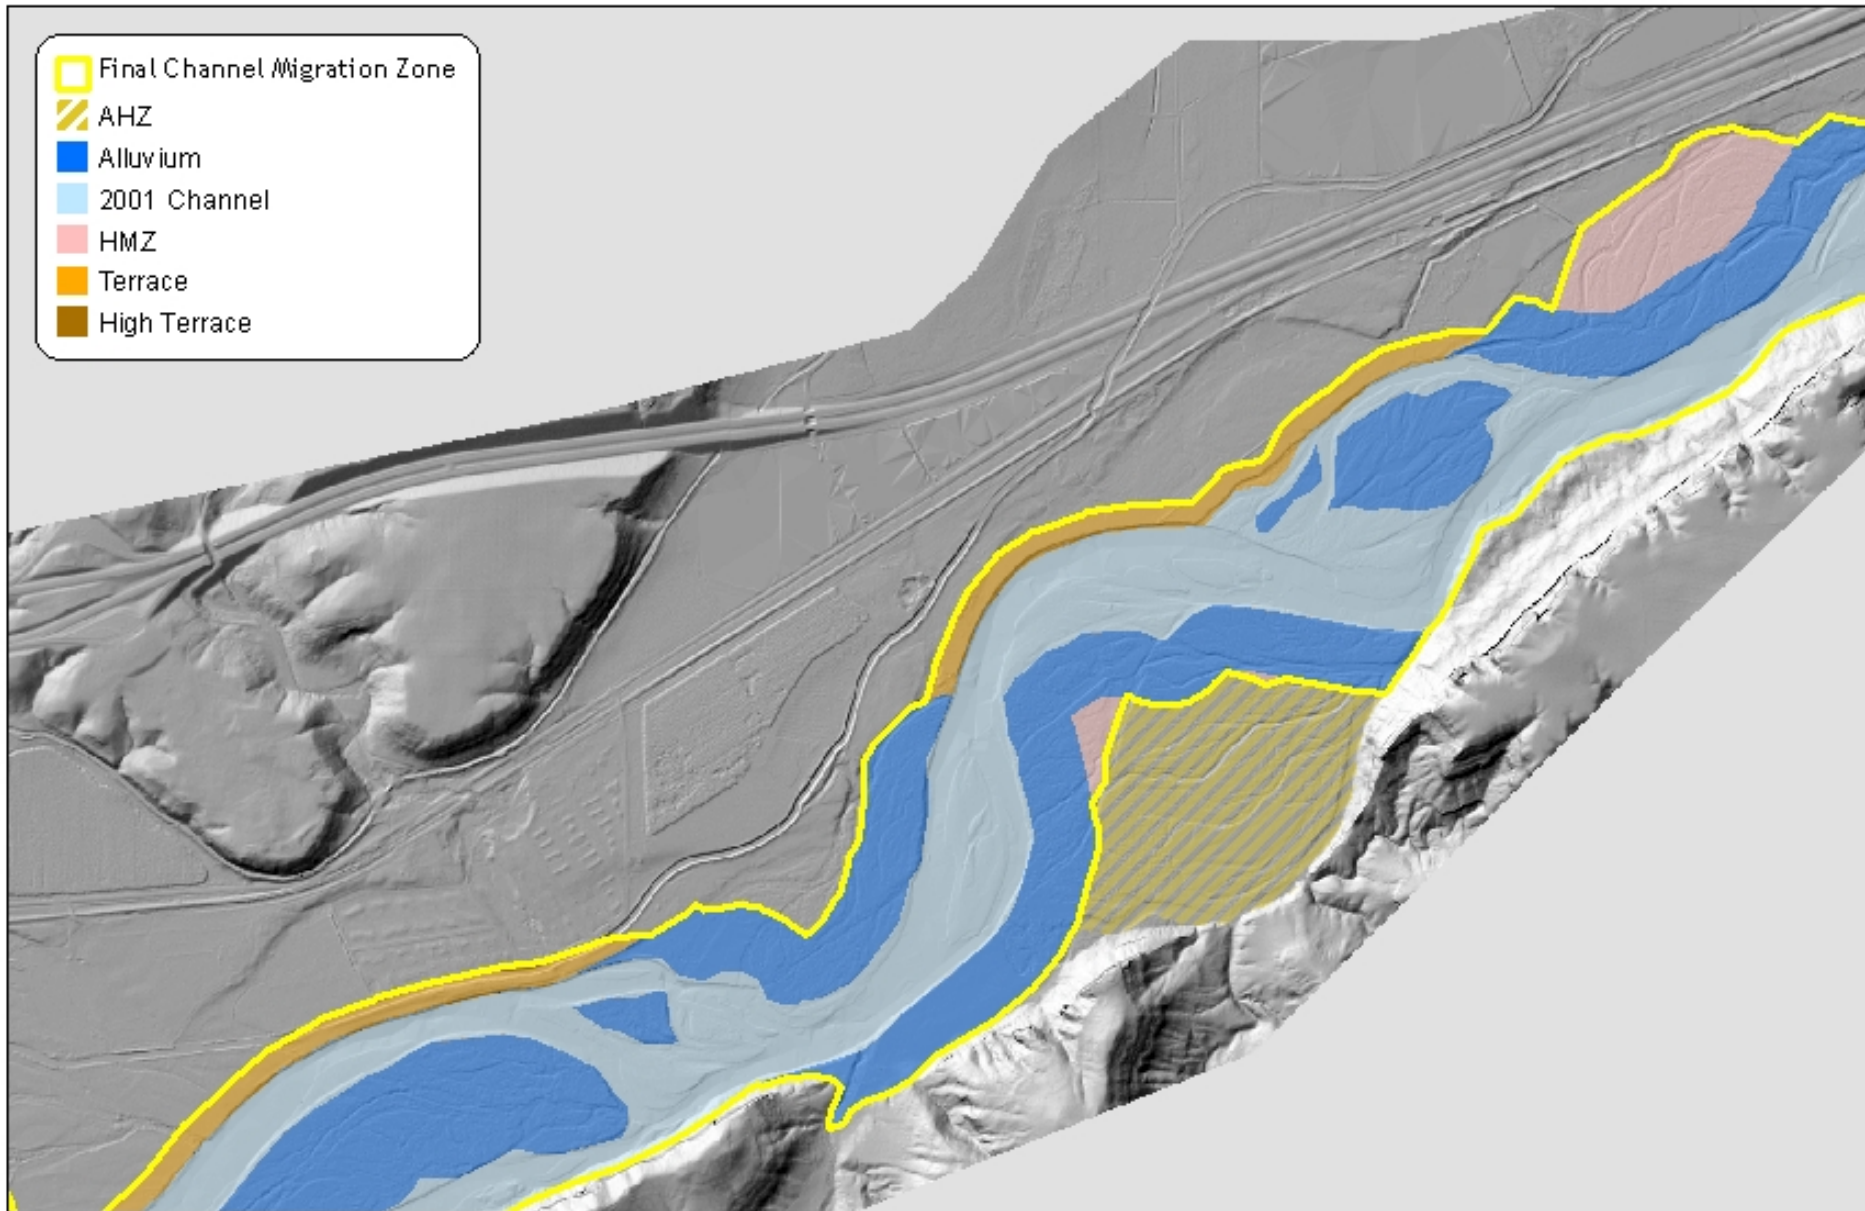 Final Channel Migration Zone
AHZ
Alluvium
2001 Channel
HMZ
Terrace
High Terrace